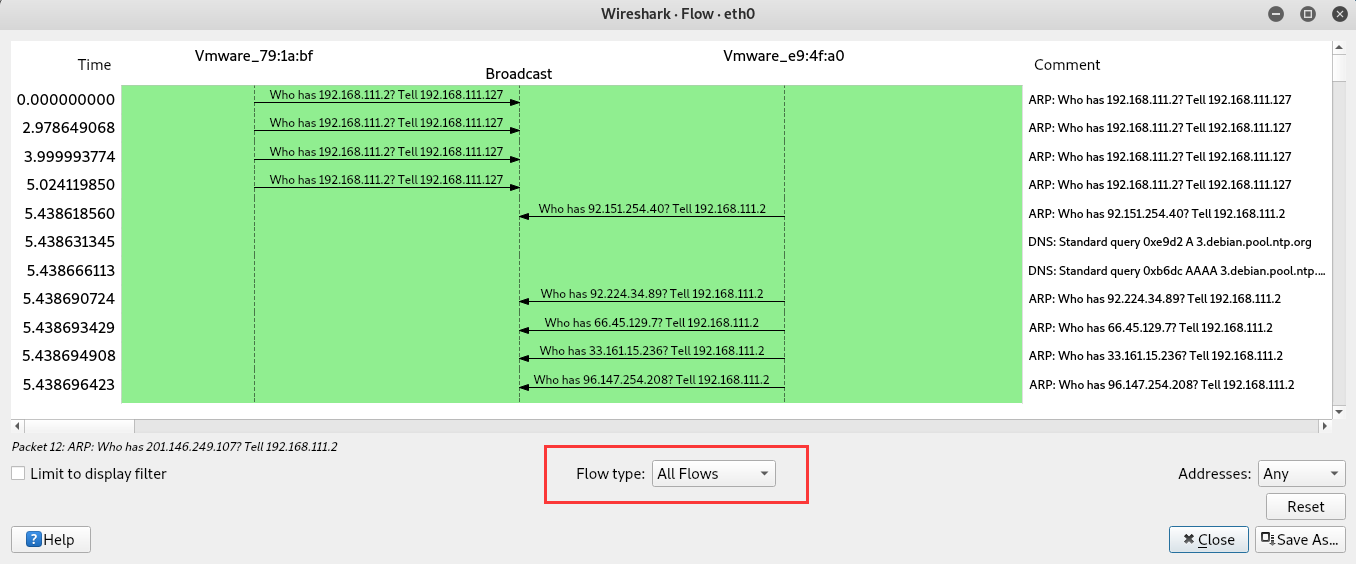 Wireshark · Flow · eth0
Time Vmware_79:1a:bf Broadcast Vmware_e9:4f:a0 Comment
0.000000000 Who has 192.168.111.2? Tell 192.168.111.127 ARP: Who has 192.168.111.2? Tell 192.168.111.127
2.978649068 Who has 192.168.111.2? Tell 192.168.111.127 ARP: Who has 192.168.111.2? Tell 192.168.111.127
3.999993774 Who has 192.168.111.2? Tell 192.168.111.127 ARP: Who has 192.168.111.2? Tell 192.168.111.127
5.024119850 Who has 192.168.111.2? Tell 192.168.111.127 ARP: Who has 192.168.111.2? Tell 192.168.111.127
5.438618560 Who has 92.151.254.40? Tell 192.168.111.2 ARP: Who has 92.151.254.40? Tell 192.168.111.2
5.438631345 DNS: Standard query 0xe9d2 A 3.debian.pool.ntp.org
5.438666113 DNS: Standard query 0xb6dc AAAA 3.debian.pool.ntp....
5.438690724 Who has 92.224.34.89? Tell 192.168.111.2 ARP: Who has 92.224.34.89? Tell 192.168.111.2
5.438693429 Who has 66.45.129.7? Tell 192.168.111.2 ARP: Who has 66.45.129.7? Tell 192.168.111.2
5.438694908 Who has 33.161.15.236? Tell 192.168.111.2 ARP: Who has 33.161.15.236? Tell 192.168.111.2
5.438696423 Who has 96.147.254.208? Tell 192.168.111.2 ARP: Who has 96.147.254.208? Tell 192.168.111.2
Packet 12: ARP: Who has 201.146.249.107? Tell 192.168.111.2
Limit to display filter Flow type: All Flows Addresses: Any
Reset
Help Close Save As...